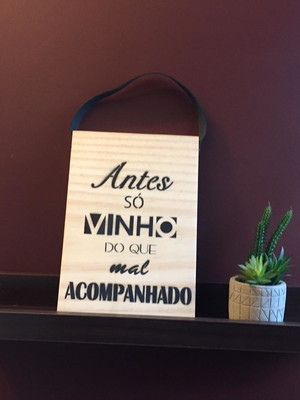 Antes
SÓ
VINHO
DO QUE
mal
ACOMPANHADO